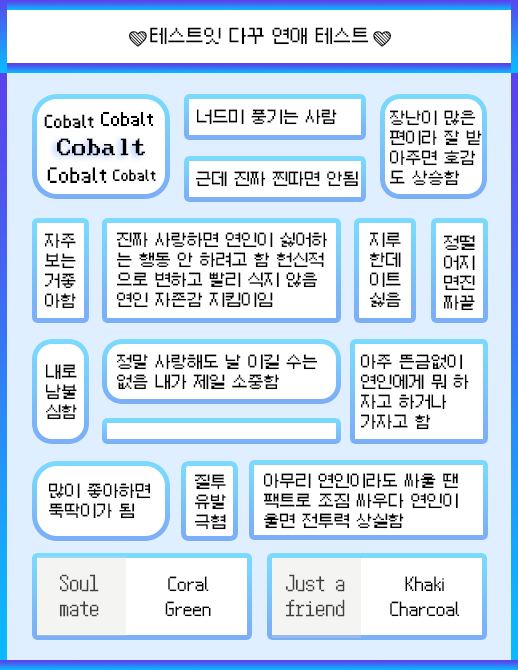 테스트잇 다꾸 연애 테스트
Cobalt Cobalt
Cobalt
Cobalt Cobalt
너드미 풍기는 사람
근데 진짜 찐따면 안됨
장난이 많은
편이라 잘 받
아주면 호감
도 상승함
자주
보는
거좋
아함
진짜 사랑하면 연인이 싫어하
는 행동 안 하려고 함 헌신적
으로 변하고 빨리 식지 않음
연인 자존감 지킴이임
지루
한데
이트
싫음
정떨
어지
면진
짜끝
내로
남불
심함
정말 사랑해도 날 이길 수는
없음 내가 제일 소중함
아주 뜬금없이
연인에게 뭐 하
자고 하거나
가자고 함
많이 좋아하면
뚝딱이가 됨
질투
유발
극혐
아무리 연인이라도 싸울 땐
팩트로 조짐 싸우다 연인이
울면 전투력 상실함
Soul
mate
Coral
Green
Just a
friend
Khaki
Charcoal